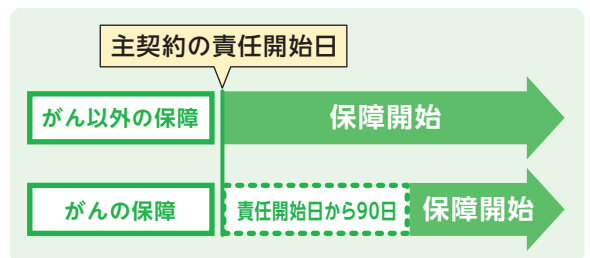 主契約の責任開始日
がん以外の保障
保障開始
がんの保障
責任開始日から90日
保障開始